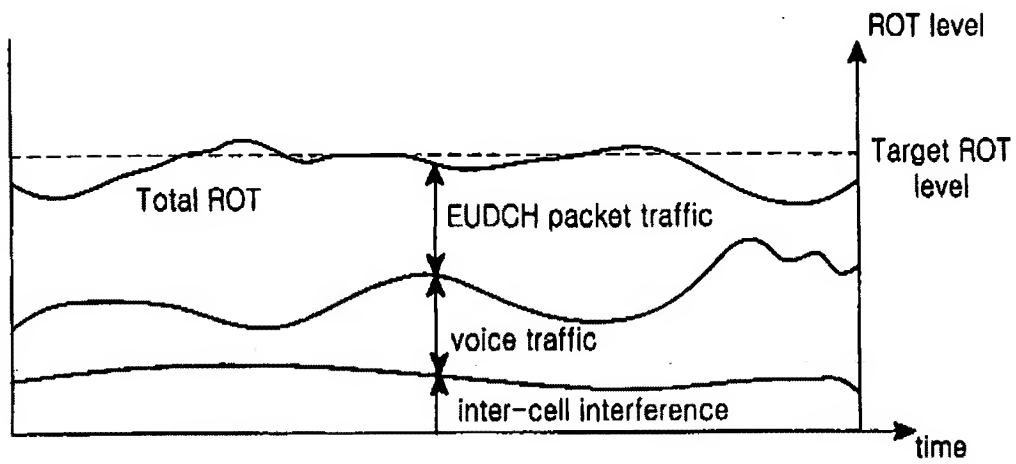 ROT level
Target ROT
level
Total ROT
EUDCH packet traffic
voice traffic
inter-cell interference
time